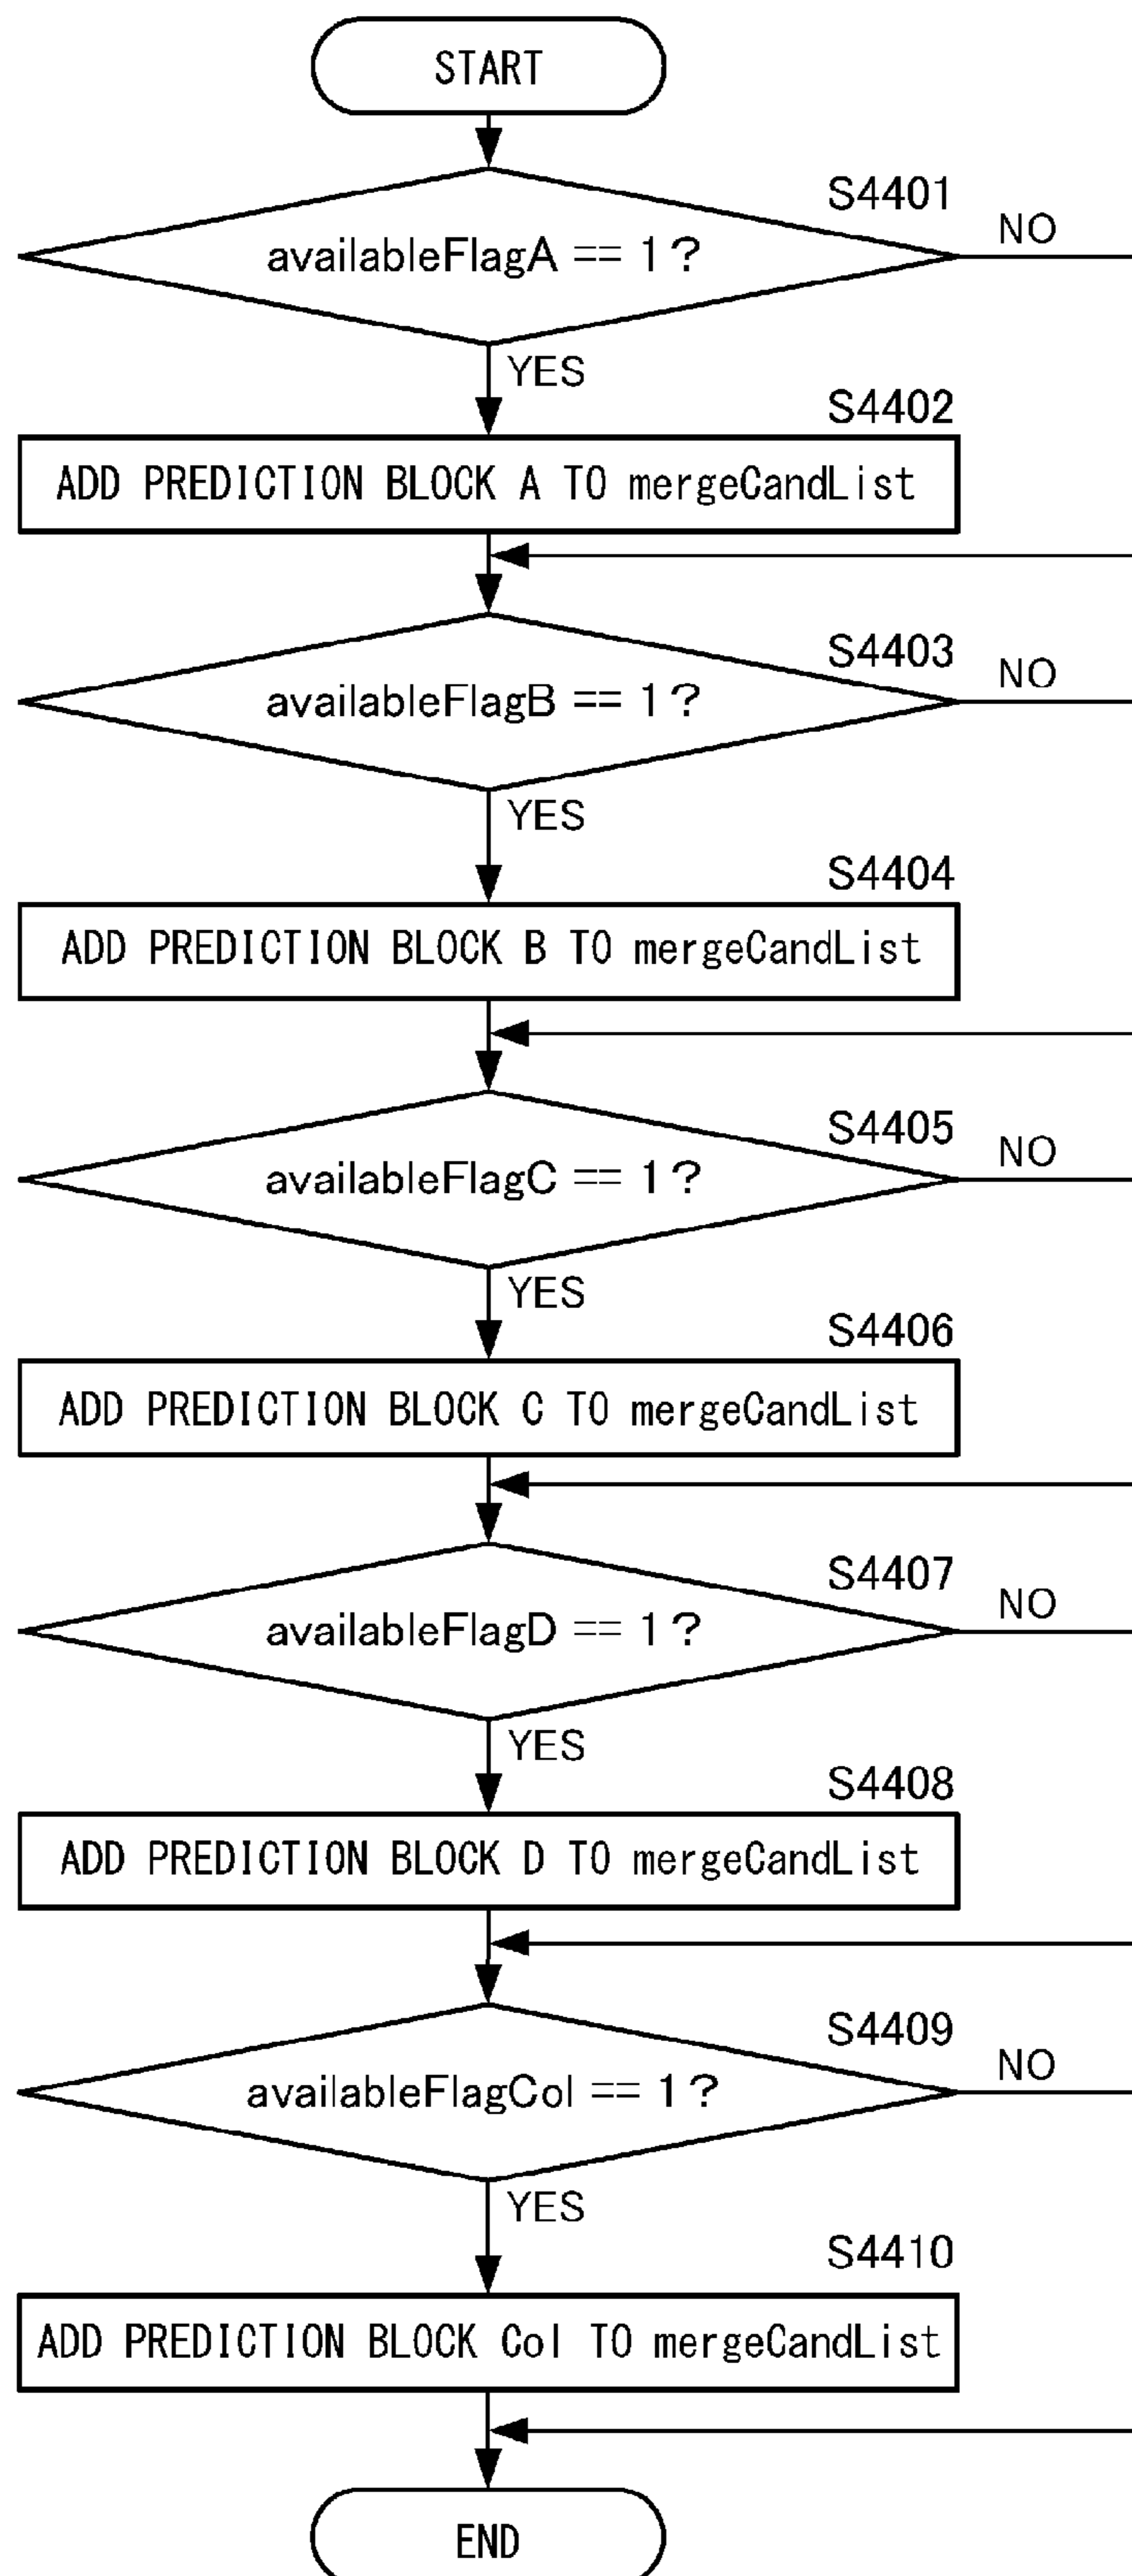 START
S4401
availableFlagA == 1?
NO
YES
S4402
ADD PREDICTION BLOCK A TO mergeCandList
S4403
availableFlagB == 1?
NO
YES
S4404
ADD PREDICTION BLOCK B TO mergeCandList
S4405
availableFlagC == 1?
NO
YES
S4406
ADD PREDICTION BLOCK C TO mergeCandList
S4407
availableFlagD == 1?
NO
YES
S4408
ADD PREDICTION BLOCK D TO mergeCandList
S4409
availableFlagCol == 1?
NO
YES
S4410
ADD PREDICTION BLOCK Col TO mergeCandList
END